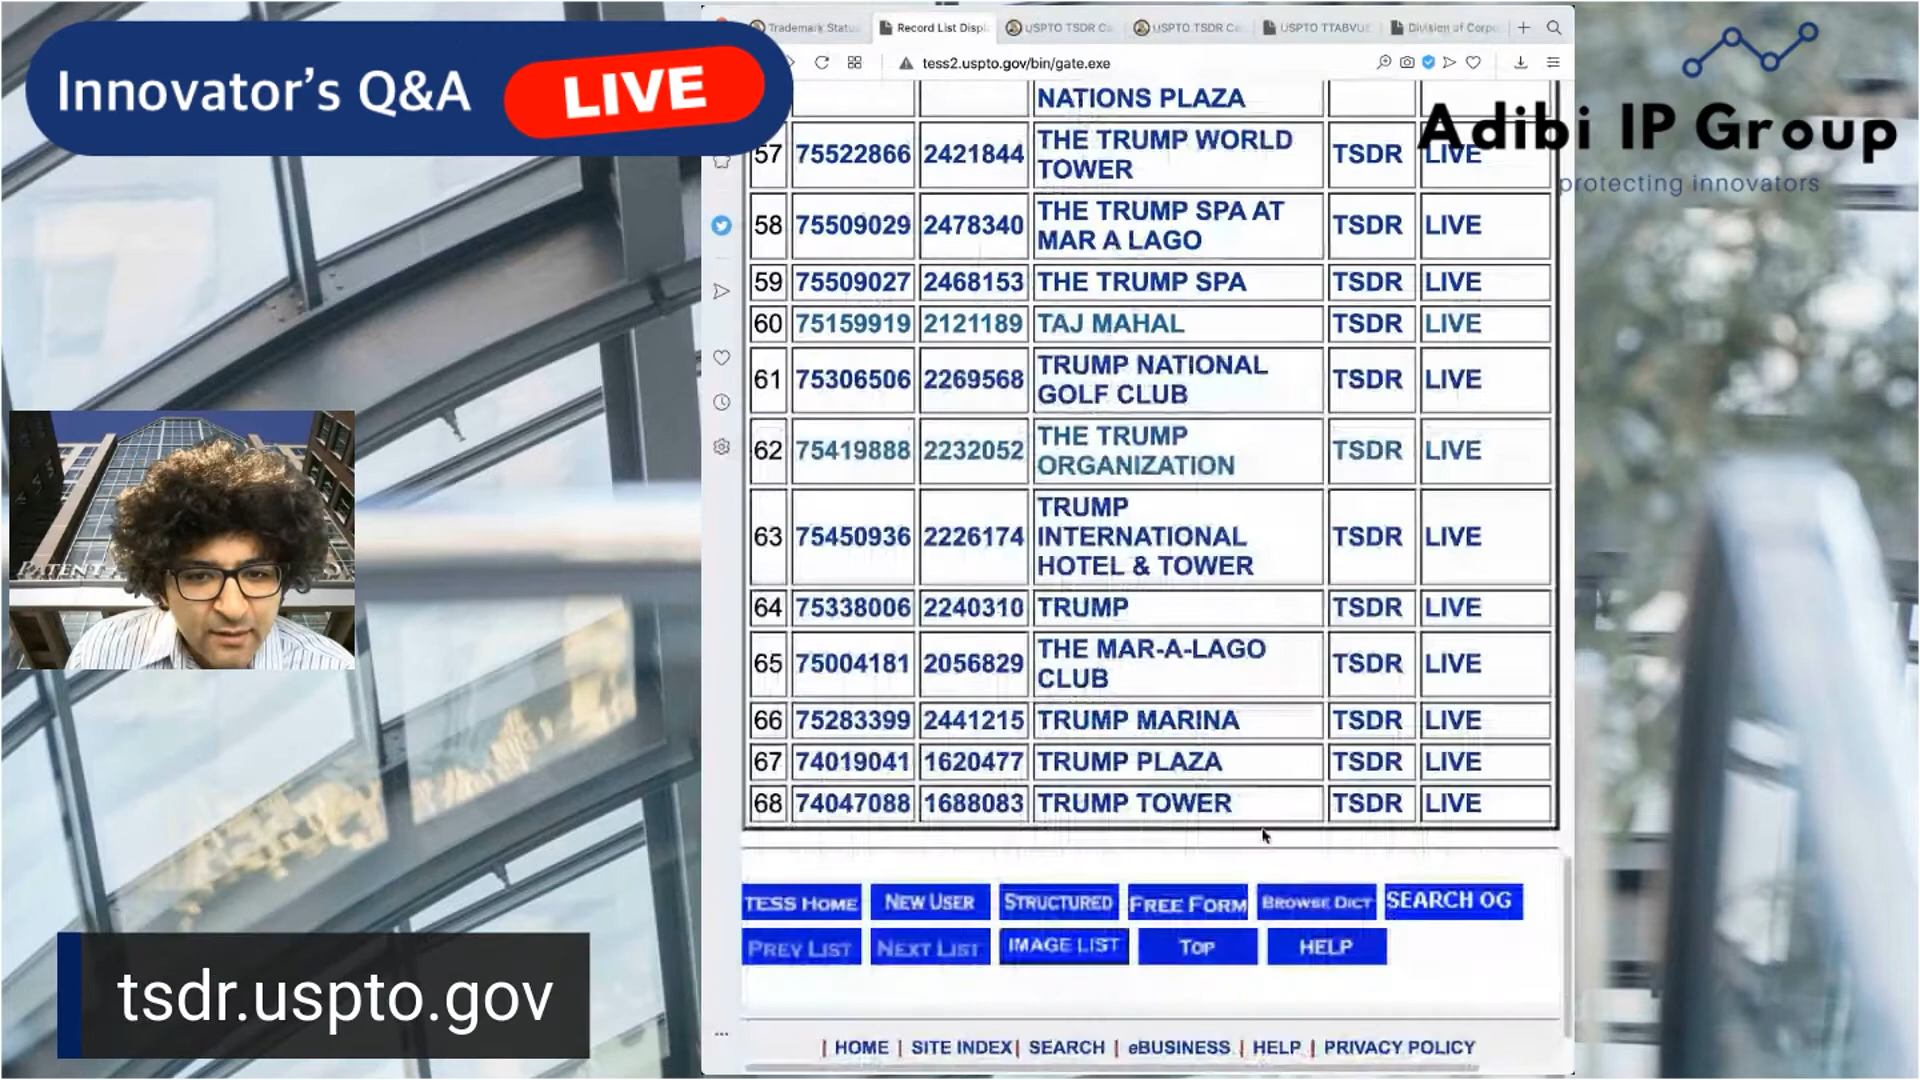 Innovator's Q&A LIVE
Trademark Status
Record List Displ
USPTO TSDR Ca
USPTO TSDR Ca
USPTO TTABVUE
Division of Corpo
tess2.uspto.gov/bin/gate.exe
Adibi IP Group
protecting innovators
NATIONS PLAZA
57 75522866 2421844 THE TRUMP WORLD TOWER TSDR LIVE
58 75509029 2478340 THE TRUMP SPA AT MAR A LAGO TSDR LIVE
59 75509027 2468153 THE TRUMP SPA TSDR LIVE
60 75159919 2121189 TAJ MAHAL TSDR LIVE
61 75306506 2269568 TRUMP NATIONAL GOLF CLUB TSDR LIVE
62 75419888 2232052 THE TRUMP ORGANIZATION TSDR LIVE
63 75450936 2226174 TRUMP INTERNATIONAL HOTEL & TOWER TSDR LIVE
64 75338006 2240310 TRUMP TSDR LIVE
65 75004181 2056829 THE MAR-A-LAGO CLUB TSDR LIVE
66 75283399 2441215 TRUMP MARINA TSDR LIVE
67 74019041 1620477 TRUMP PLAZA TSDR LIVE
68 74047088 1688083 TRUMP TOWER TSDR LIVE
TESS HOME NEW USER STRUCTURED FREE FORM BROWSE DICT SEARCH OG
PREV LIST NEXT LIST IMAGE LIST TOP HELP
| HOME | SITE INDEX| SEARCH | eBUSINESS | HELP | PRIVACY POLICY
PATENT
tsdr.uspto.gov